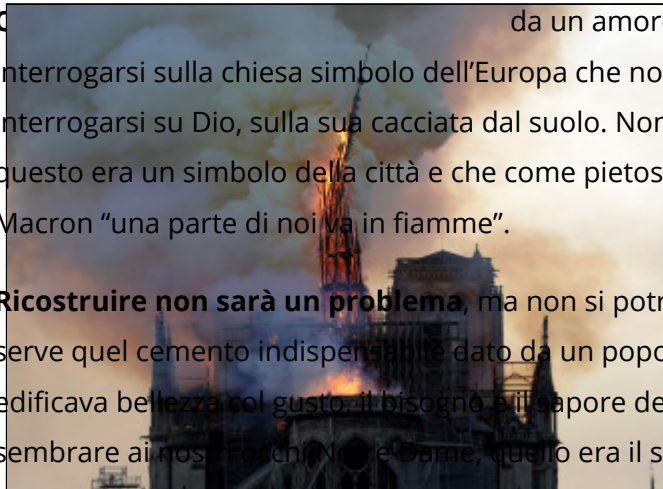 da un amor
nterrogarsi sulla chiesa simbolo dell’Europa che no
nterrogarsi su Dio, sulla sua cacciata dal suolo. Non
questo era un simbolo della città e che come pietos
Macron “una parte di noi va in fiamme”.
Ricostruire non sarà un problema, ma non si potr
serve quel cemento indispensabile dato da un popo
edificava bellezza col gusto, il bisogno e il sapore de
sembrare ai nostri occhi Notre Dame, quello era il s